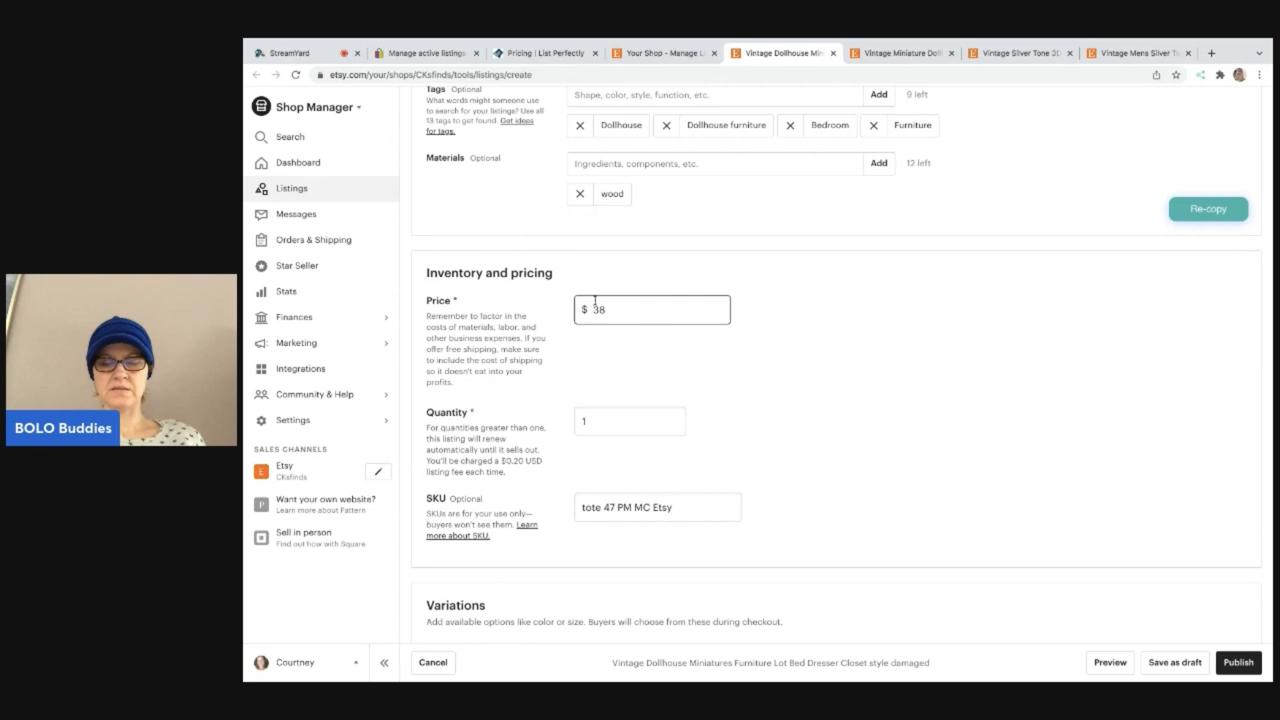 StreamYard
Manage active listings
Pricing | List Perfectly
Your Shop - Manage L
Vintage Dollhouse Min
Vintage Miniature Doll
Vintage Silver Tone 3D
Vintage Mens Silver T
etsy.com/your/shops/CKsfinds/tools/listings/create
Shop Manager
Search
Dashboard
Listings
Messages
Orders & Shipping
Star Seller
Stats
Finances
Marketing
Integrations
Community & Help
Settings
SALES CHANNELS
Etsy
CKsfinds
Want your own website?
Learn more about Pattern
Sell in person
Find out how with Square
Courtney
Tags Optional
What words might someone use
to search for your listings? Use all
13 tags to get found. Get ideas
for tags.
Shape, color, style, function, etc.
Add
9 left
Dollhouse
Dollhouse furniture
Bedroom
Furniture
Materials Optional
Ingredients, components, etc.
Add
12 left
wood
Re-copy
Inventory and pricing
Price *
Remember to factor in the
costs of materials, labor, and
other business expenses. If you
offer free shipping, make sure
to include the cost of shipping
so it doesn't eat into your
profits.
$ 38
Quantity *
For quantities greater than one,
this listing will renew
automatically until it sells out.
You'll be charged a $0.20 USD
listing fee each time.
1
SKU Optional
SKUs are for your use only—
buyers won't see them. Learn
more about SKU.
tote 47 PM MC Etsy
Variations
Add available options like color or size. Buyers will choose from these during checkout.
Cancel
Vintage Dollhouse Miniatures Furniture Lot Bed Dresser Closet style damaged
Preview
Save as draft
Publish
BOLO Buddies